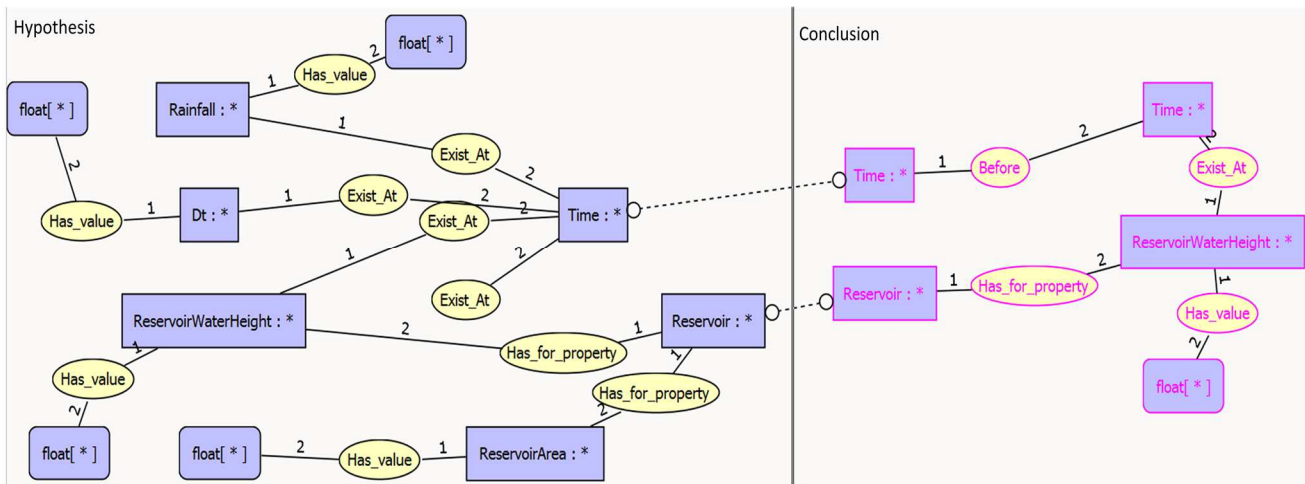 Hypothesis
float[ * ]
2
Has_value
1
float[ * ]
Rainfall : *
1
Exist_At
2
2
Has_value
1
Dt : *
1
Exist_At
2
Time : *
Exist_At
2
1
2
Exist_At
ReservoirWaterHeight : *
2
Has_for_property
1
Reservoir : *
1
Has_for_property
2
1
Has_value
2
float[ * ]
float[ * ]
2
Has_value
1
ReservoirArea : *
Conclusion
Time : *
1
Before
2
Time : *
2
Exist_At
1
ReservoirWaterHeight : *
Reservoir : *
1
Has_for_property
2
1
Has_value
2
float[ * ]